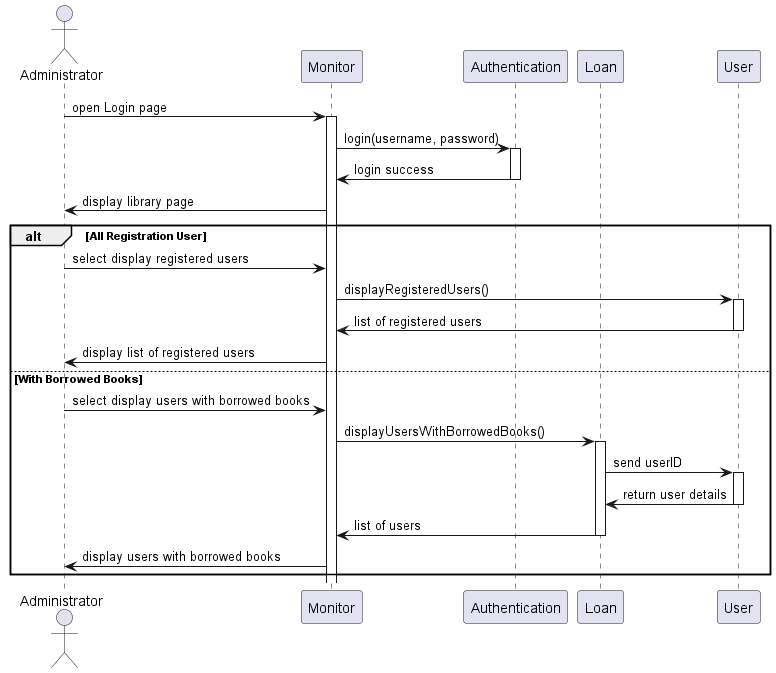 Administrator
Monitor
Authentication
Loan
User
open Login page
login(username, password)
login success
display library page
alt
[All Registration User]
select display registered users
displayRegisteredUsers()
list of registered users
display list of registered users
[With Borrowed Books]
select display users with borrowed books
displayUsersWithBorrowedBooks()
send userID
return user details
list of users
display users with borrowed books
Administrator
Monitor
Authentication
Loan
User